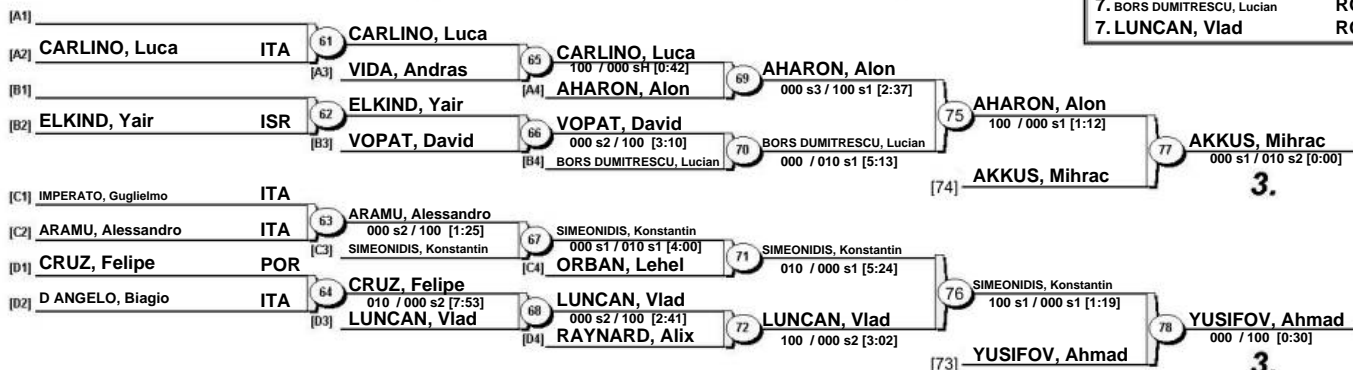 7. BORS DUMITRESCU, Lucian
7. LUNCAN, Vlad
[A1]
[A2] CARLINO, Luca ITA
61
CARLINO, Luca
[A3] VIDA, Andras
65
CARLINO, Luca
100 / 000 sH [0:42]
[A4] AHARON, Alon
69
AHARON, Alon
000 s3 / 100 s1 [2:37]
[B1]
[B2] ELKIND, Yair ISR
62
ELKIND, Yair
[B3] VOPAT, David
66
VOPAT, David
000 s2 / 100 [3:10]
[B4] BORS DUMITRESCU, Lucian
70
BORS DUMITRESCU, Lucian
000 / 010 s1 [5:13]
75
AHARON, Alon
100 / 000 s1 [1:12]
[74] AKKUS, Mihrac
77
AKKUS, Mihrac
000 s1 / 010 s2 [0:00]
3.
[C1] IMPERATO, Guglielmo ITA
[C2] ARAMU, Alessandro ITA
63
ARAMU, Alessandro
000 s2 / 100 [1:25]
[C3] SIMEONIDIS, Konstantin
67
SIMEONIDIS, Konstantin
000 s1 / 010 s1 [4:00]
[C4] ORBAN, Lehel
71
SIMEONIDIS, Konstantin
010 / 000 s1 [5:24]
[D1] CRUZ, Felipe POR
[D2] D ANGELO, Biagio ITA
64
CRUZ, Felipe
010 / 000 s2 [7:53]
[D3] LUNCAN, Vlad
68
LUNCAN, Vlad
000 s2 / 100 [2:41]
[D4] RAYNARD, Alix
72
LUNCAN, Vlad
100 / 000 s2 [3:02]
76
SIMEONIDIS, Konstantin
100 s1 / 000 s1 [1:19]
[73] YUSIFOV, Ahmad
78
YUSIFOV, Ahmad
000 / 100 [0:30]
3.